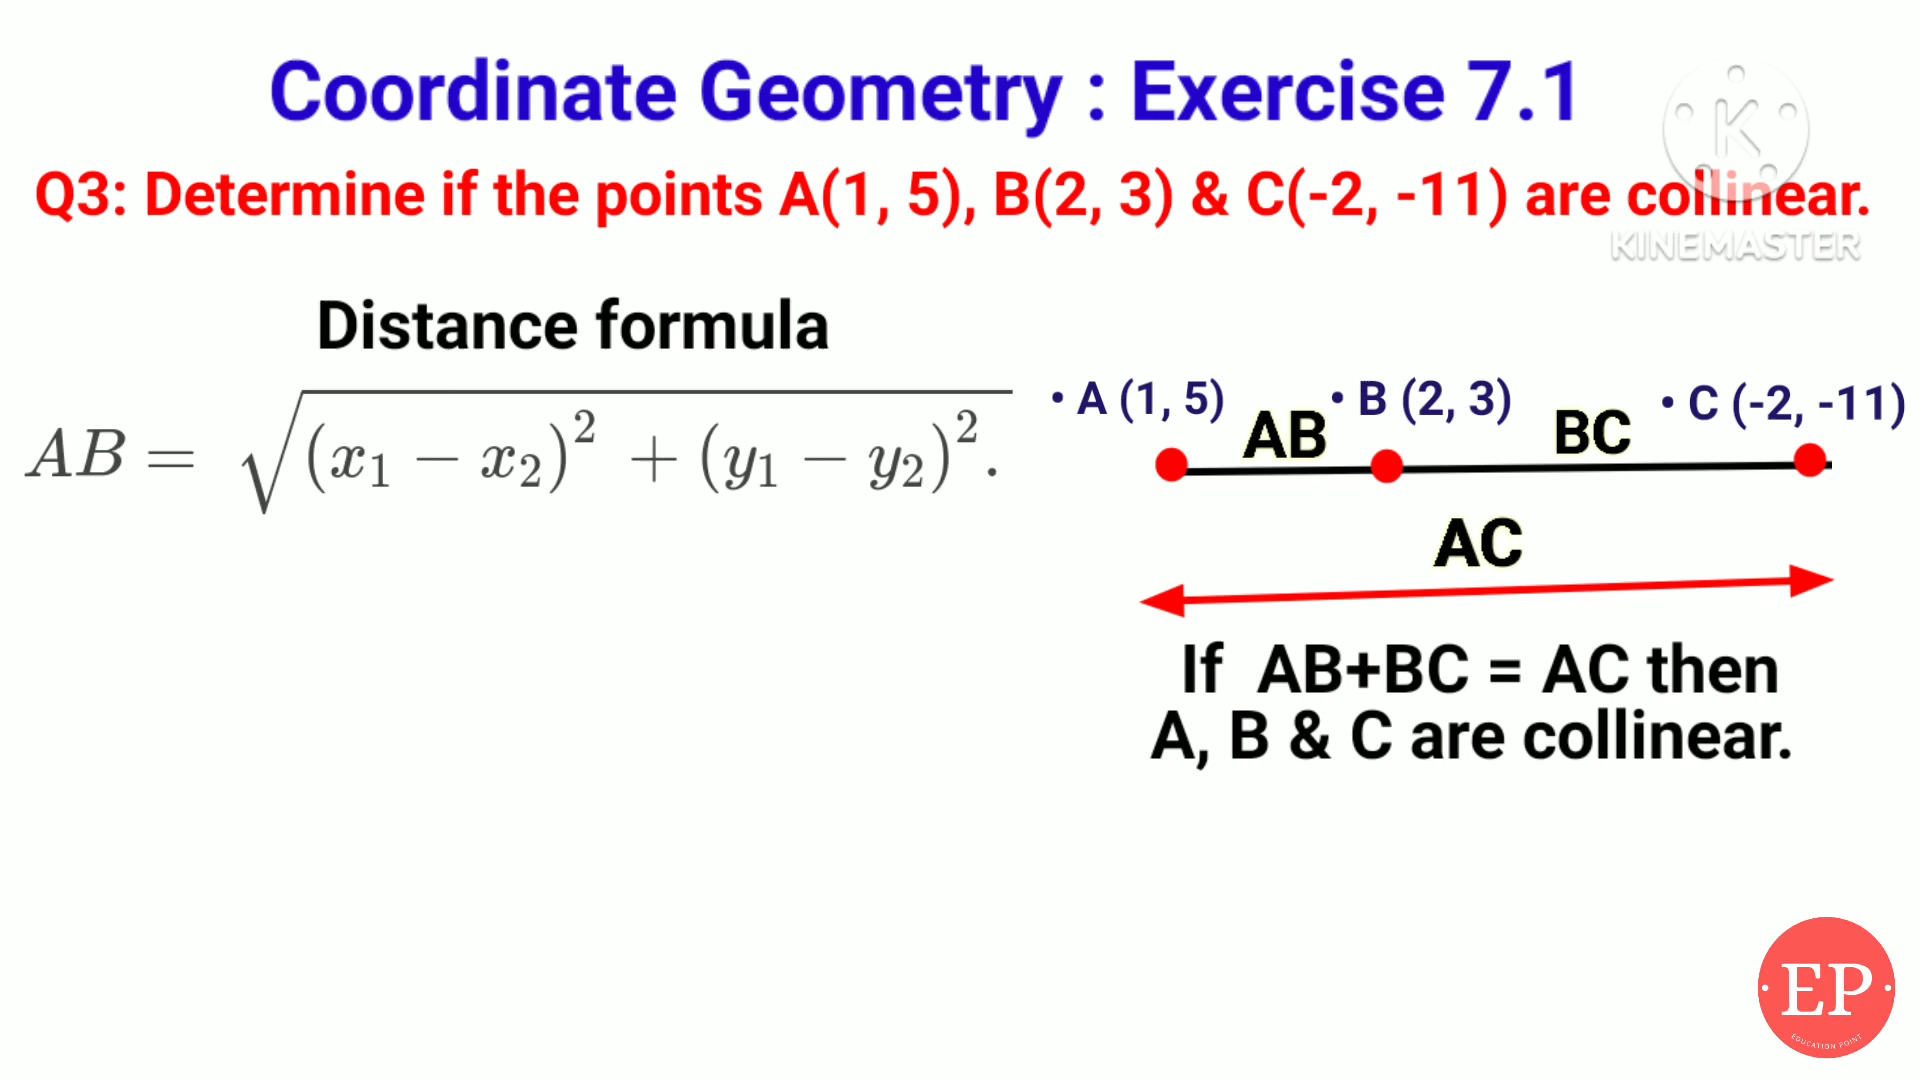 Coordinate Geometry : Exercise 7.1
K
KINEMASTER
Q3: Determine if the points A(1, 5), B(2, 3) & C(-2, -11) are collinear.
Distance formula
AB = √(x₁ − x₂)² + (y₁ − y₂)².
• A (1, 5) • B (2, 3) • C (-2, -11)
AB BC
AC
If AB+BC = AC then
A, B & C are collinear.
· EP ·
EDUCATION POINT